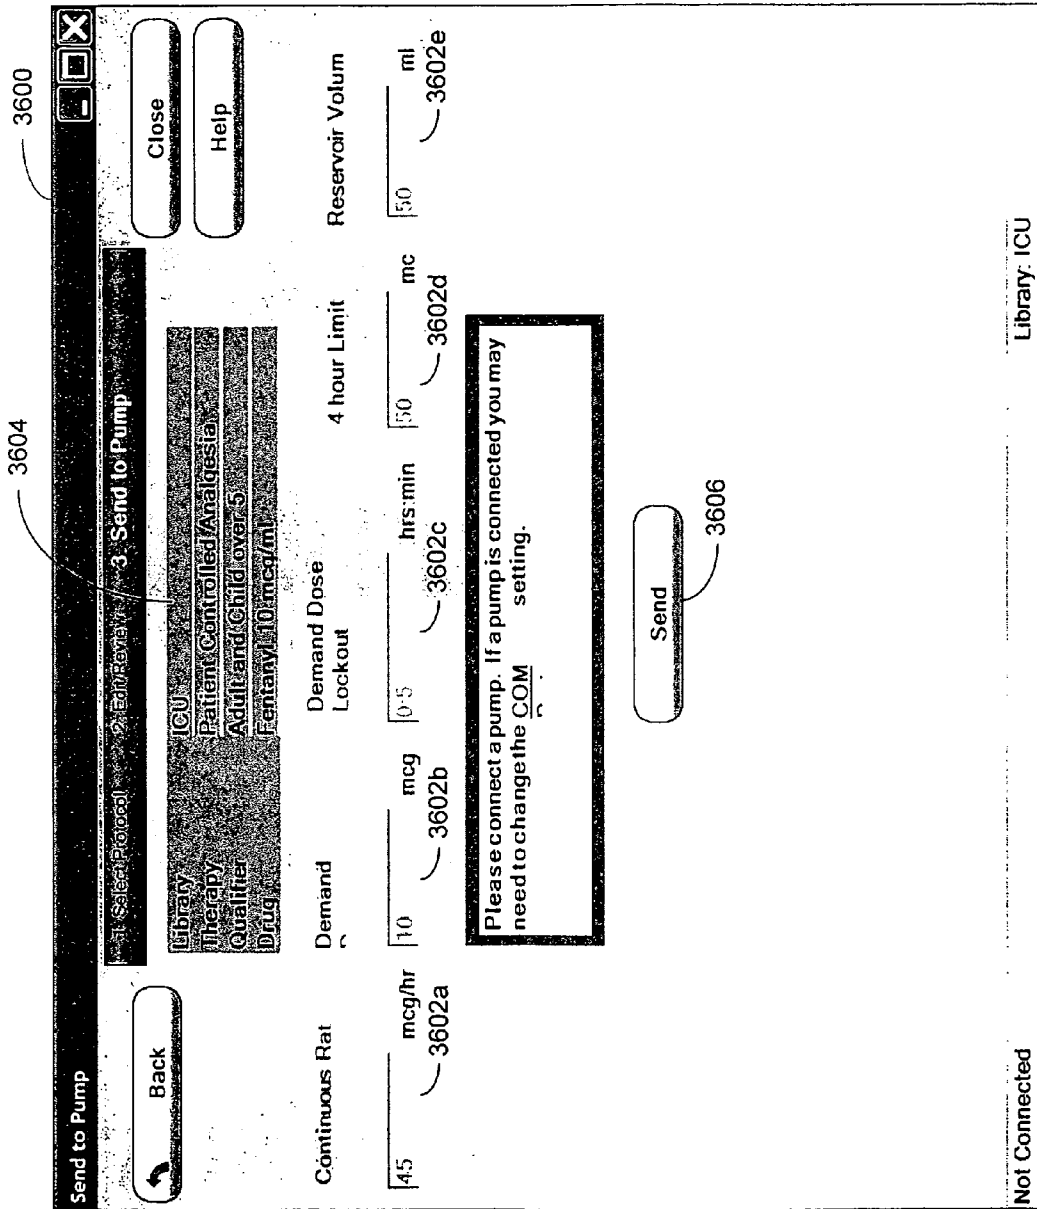 3600
Send to Pump
Back
1. Select Protocol 2. Edit/Review 3. Send to Pump
Close
Help
3604
Library ICU
Therapy Patient Controlled Analgesia
Qualifier Adult and Child over 5
Drug Fentanyl 10 mcg/ml
Continuous Rat
Demand
Demand Dose
Lockout
4 hour Limit
Reservoir Volum
45 mcg/hr
10 mcg
0:5 hrs:min
50 mc
50 ml
3602a
3602b
3602c
3602d
3602e
Please connect a pump. If a pump is connected you may
need to change the COM setting.
Send
3606
Not Connected
Library: ICU